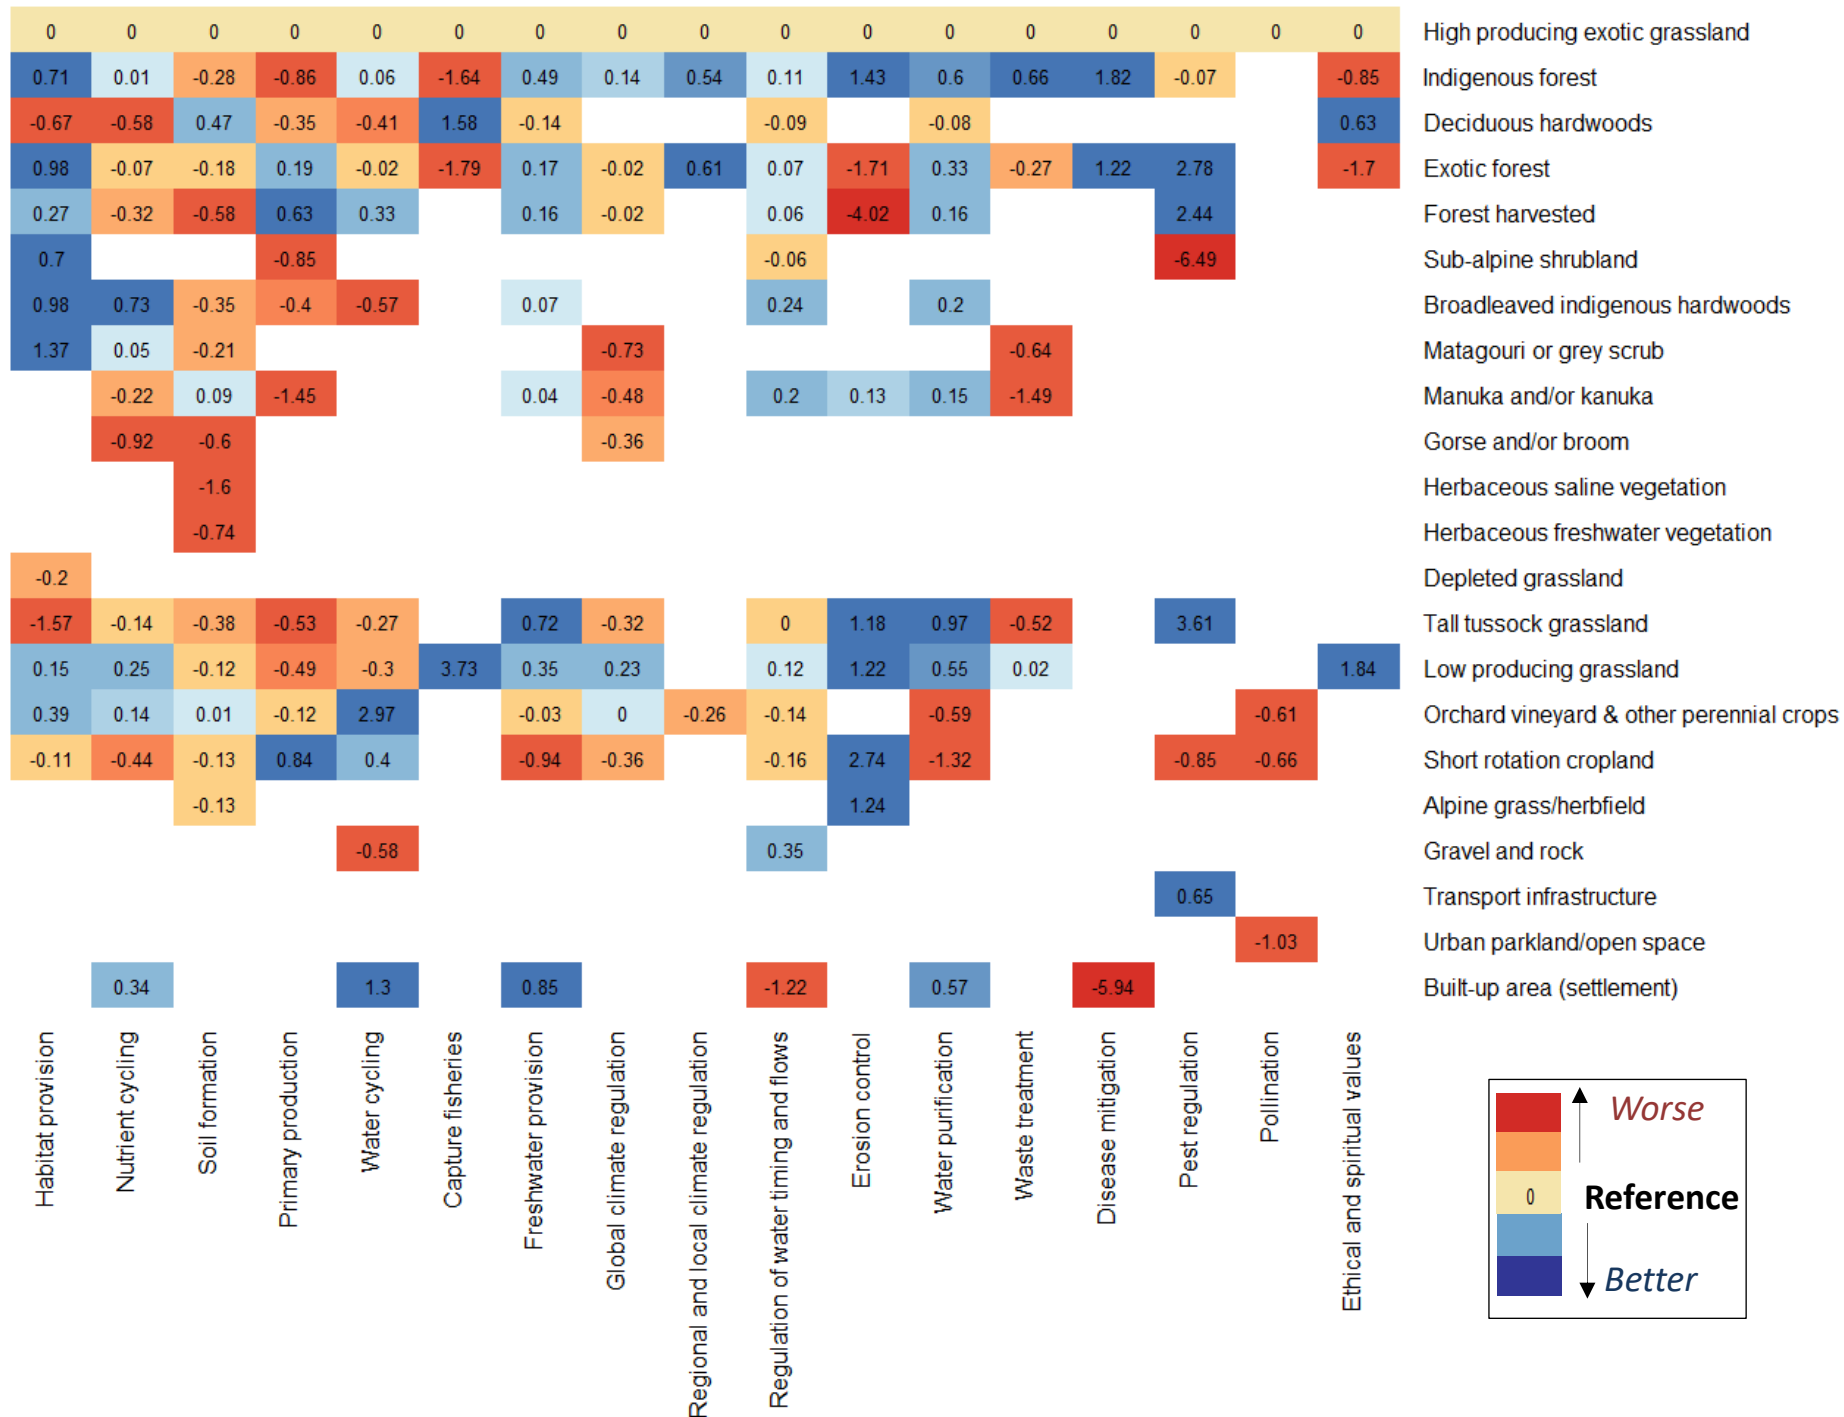 0 0 0 0 0 0 0 0 0 0 0 0 0 0 0 0 0 High producing exotic grassland
0.71 0.01 -0.28 -0.86 0.06 -1.64 0.49 0.14 0.54 0.11 1.43 0.6 0.66 1.82 -0.07 -0.85 Indigenous forest
-0.67 -0.58 0.47 -0.35 -0.41 1.58 -0.14 -0.09 -0.08 0.63 Deciduous hardwoods
0.98 -0.07 -0.18 0.19 -0.02 -1.79 0.17 -0.02 0.61 0.07 -1.71 0.33 -0.27 1.22 2.78 -1.7 Exotic forest
0.27 -0.32 -0.58 0.63 0.33 0.16 -0.02 0.06 -4.02 0.16 2.44 Forest harvested
0.7 -0.85 -0.06 -6.49 Sub-alpine shrubland
0.98 0.73 -0.35 -0.4 -0.57 0.07 0.24 0.2 Broadleaved indigenous hardwoods
1.37 0.05 -0.21 -0.73 -0.64 Matagouri or grey scrub
-0.22 0.09 -1.45 0.04 -0.48 0.2 0.13 0.15 -1.49 Manuka and/or kanuka
-0.92 -0.6 -0.36 Gorse and/or broom
-1.6 Herbaceous saline vegetation
-0.74 Herbaceous freshwater vegetation
-0.2 Depleted grassland
-1.57 -0.14 -0.38 -0.53 -0.27 0.72 -0.32 0 1.18 0.97 -0.52 3.61 Tall tussock grassland
0.15 0.25 -0.12 -0.49 -0.3 3.73 0.35 0.23 0.12 1.22 0.55 0.02 1.84 Low producing grassland
0.39 0.14 0.01 -0.12 2.97 -0.03 0 -0.26 -0.14 -0.59 -0.61 Orchard vineyard & other perennial crops
-0.11 -0.44 -0.13 0.84 0.4 -0.94 -0.36 -0.16 2.74 -1.32 -0.85 -0.66 Short rotation cropland
-0.13 1.24 Alpine grass/herbfield
-0.58 0.35 Gravel and rock
0.65 Transport infrastructure
-1.03 Urban parkland/open space
0.34 1.3 0.85 -1.22 0.57 -5.94 Built-up area (settlement)
Habitat provision
Nutrient cycling
Soil formation
Primary production
Water cycling
Capture fisheries
Freshwater provision
Global climate regulation
Regional and local climate regulation
Regulation of water timing and flows
Erosion control
Water purification
Waste treatment
Disease mitigation
Pest regulation
Pollination
Ethical and spiritual values
Worse
0 Reference
Better